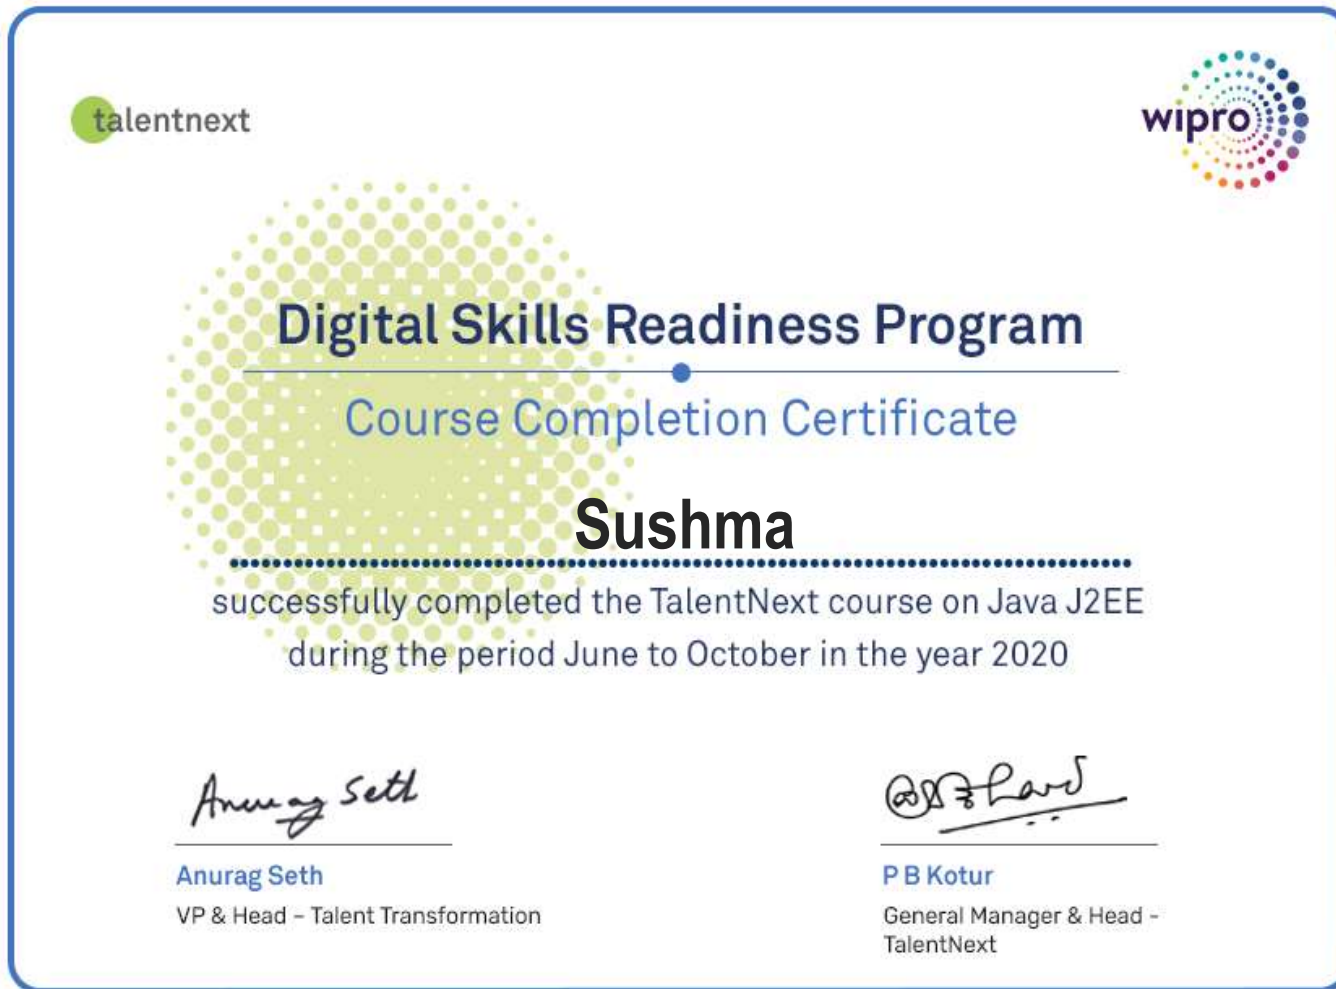 talentnext
wipro
Digital Skills Readiness Program
Course Completion Certificate
Sushma
successfully completed the TalentNext course on Java J2EE
during the period June to October in the year 2020
Anurag Seth
Anurag Seth
P B Kotur
VP & Head – Talent Transformation
General Manager & Head -
TalentNext